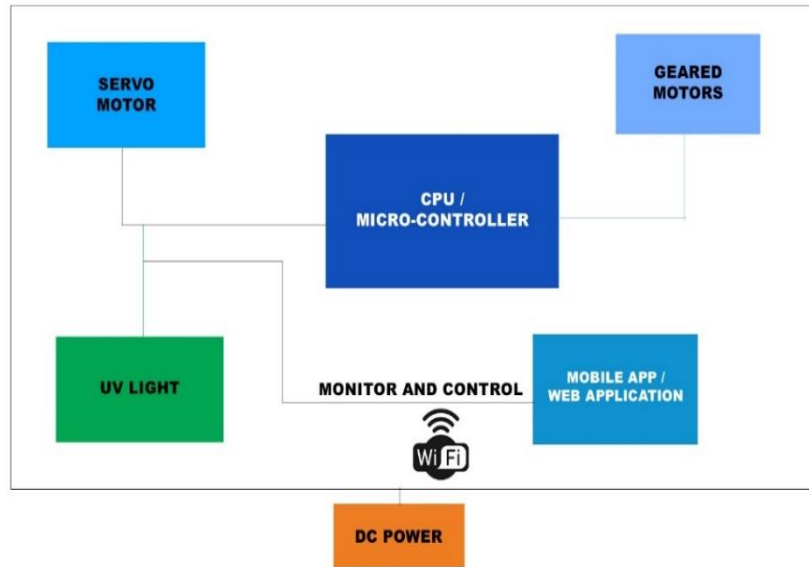 SERVO
MOTOR
GEARED
MOTORS
CPU /
MICRO-CONTROLLER
UV LIGHT
MONITOR AND CONTROL
MOBILE APP /
WEB APPLICATION
WiFi
DC POWER